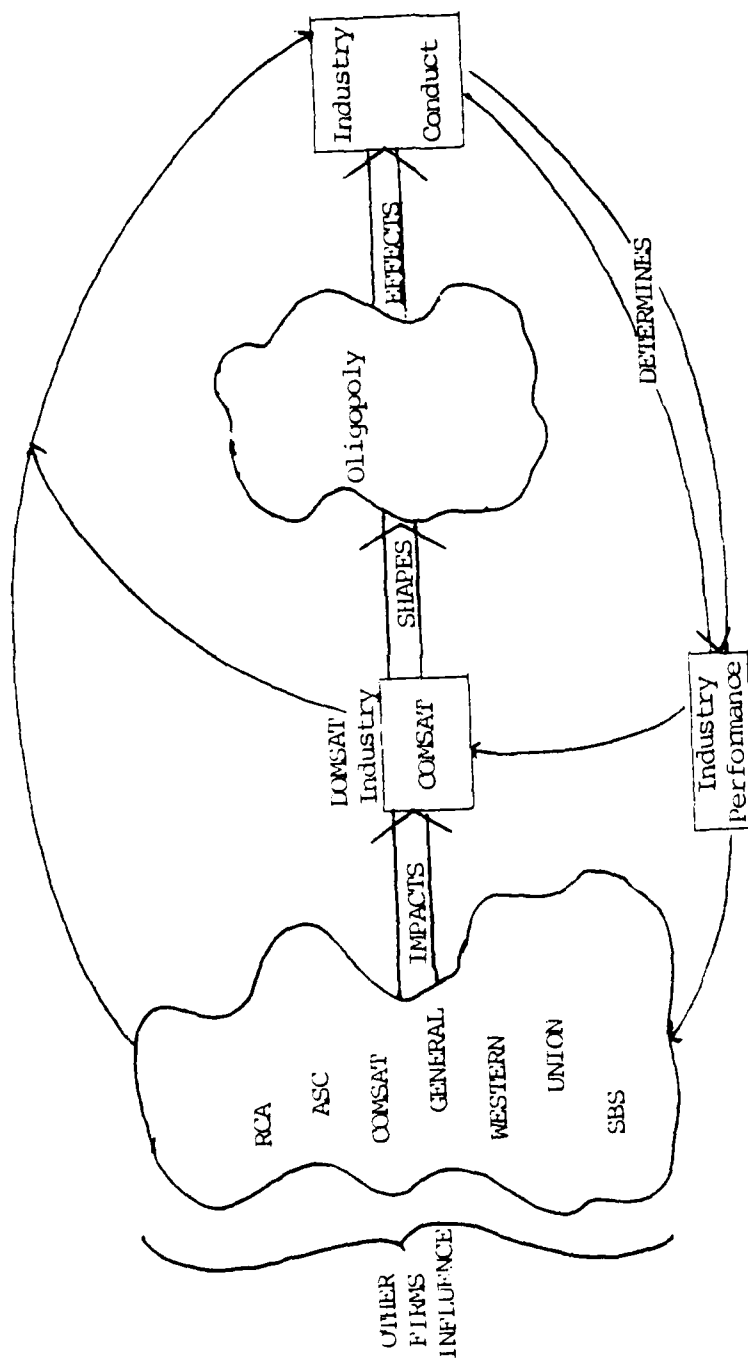 OTHER
FIRMS
INFLUENCE
RCA
ASC
COMSAT
GENERAL
WESTERN
UNION
SBS
IMPACTS
DOMSAT
Industry
COMSAT
SHAPES
Oligopoly
EFFECTS
Industry
Conduct
DETERMINES
Industry
Performance